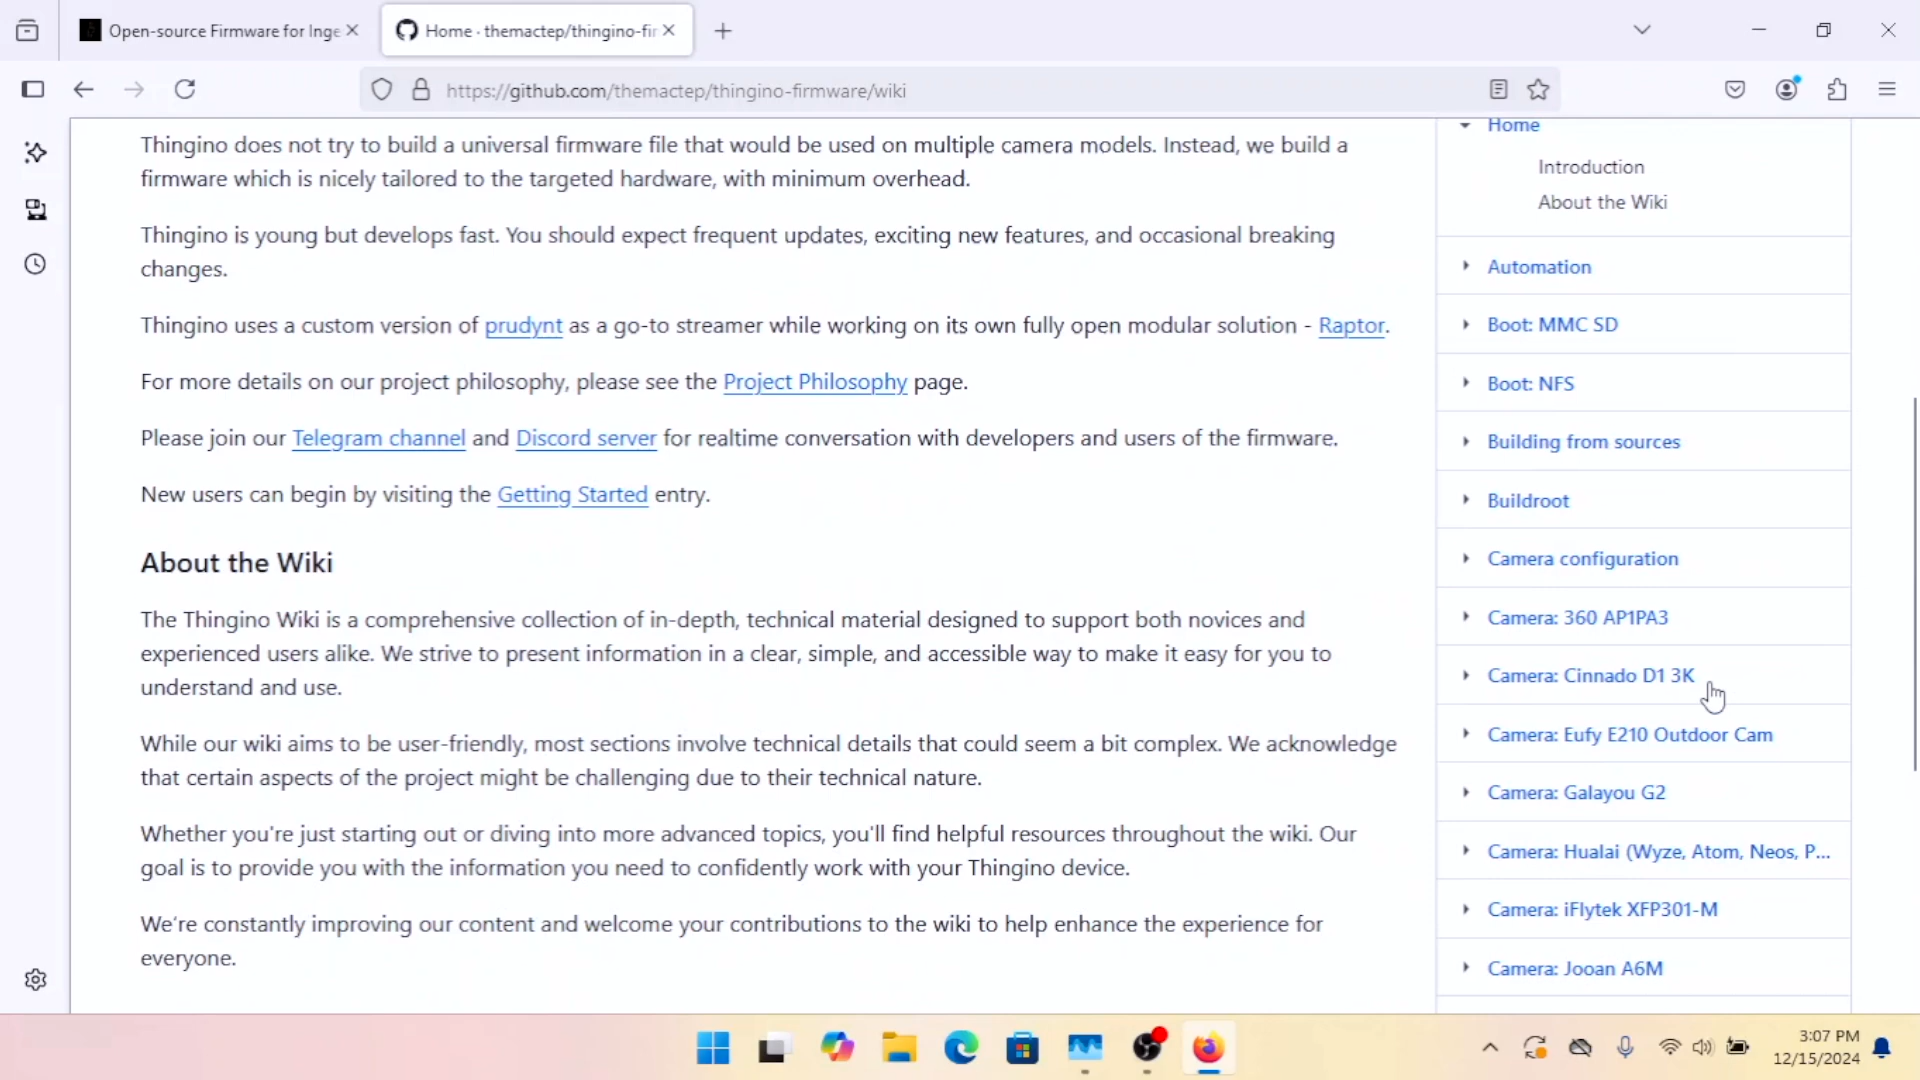 Open-source Firmware for Inge
Home · themactep/thingino-fir
https://github.com/themactep/thingino-firmware/wiki
Thingino does not try to build a universal firmware file that would be used on multiple camera models. Instead, we build a
firmware which is nicely tailored to the targeted hardware, with minimum overhead.
Thingino is young but develops fast. You should expect frequent updates, exciting new features, and occasional breaking
changes.
Thingino uses a custom version of prudynt as a go-to streamer while working on its own fully open modular solution - Raptor.
For more details on our project philosophy, please see the Project Philosophy page.
Please join our Telegram channel and Discord server for realtime conversation with developers and users of the firmware.
New users can begin by visiting the Getting Started entry.
About the Wiki
The Thingino Wiki is a comprehensive collection of in-depth, technical material designed to support both novices and
experienced users alike. We strive to present information in a clear, simple, and accessible way to make it easy for you to
understand and use.
While our wiki aims to be user-friendly, most sections involve technical details that could seem a bit complex. We acknowledge
that certain aspects of the project might be challenging due to their technical nature.
Whether you're just starting out or diving into more advanced topics, you'll find helpful resources throughout the wiki. Our
goal is to provide you with the information you need to confidently work with your Thingino device.
We're constantly improving our content and welcome your contributions to the wiki to help enhance the experience for
everyone.
Home
Introduction
About the Wiki
Automation
Boot: MMC SD
Boot: NFS
Building from sources
Buildroot
Camera configuration
Camera: 360 AP1PA3
Camera: Cinnado D1 3K
Camera: Eufy E210 Outdoor Cam
Camera: Galayou G2
Camera: Hualai (Wyze, Atom, Neos, P...
Camera: iFlytek XFP301-M
Camera: Jooan A6M
3:07 PM
12/15/2024